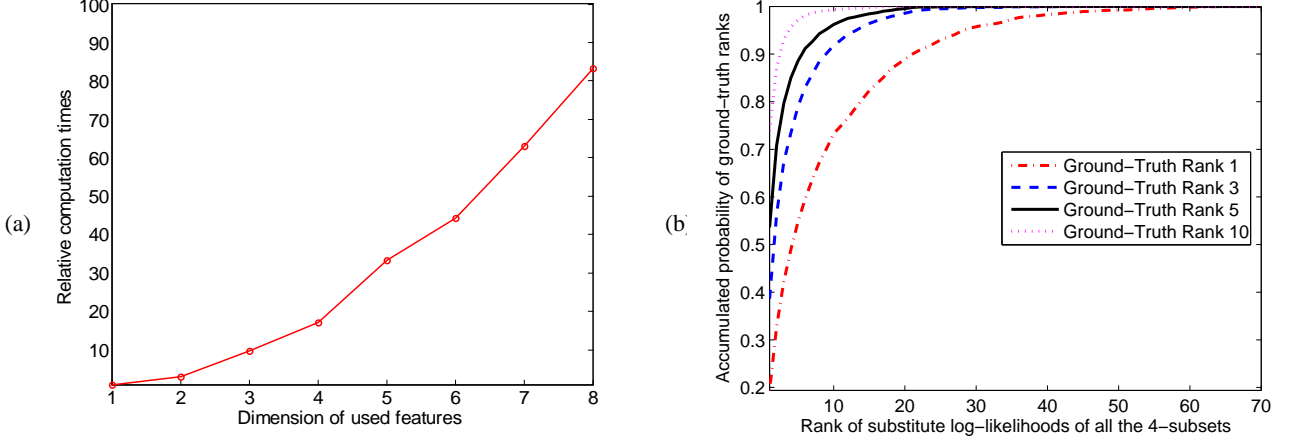 (a)
Relative computation times
100
90
80
70
60
50
40
30
20
10
1 2 3 4 5 6 7 8
Dimension of used features
(b)
Accumulated probability of ground−truth ranks
1
0.9
0.8
0.7
0.6
0.5
0.4
0.3
0.2
Ground−Truth Rank 1
Ground−Truth Rank 3
Ground−Truth Rank 5
Ground−Truth Rank 10
10 20 30 40 50 60 70
Rank of substitute log−likelihoods of all the 4−subsets